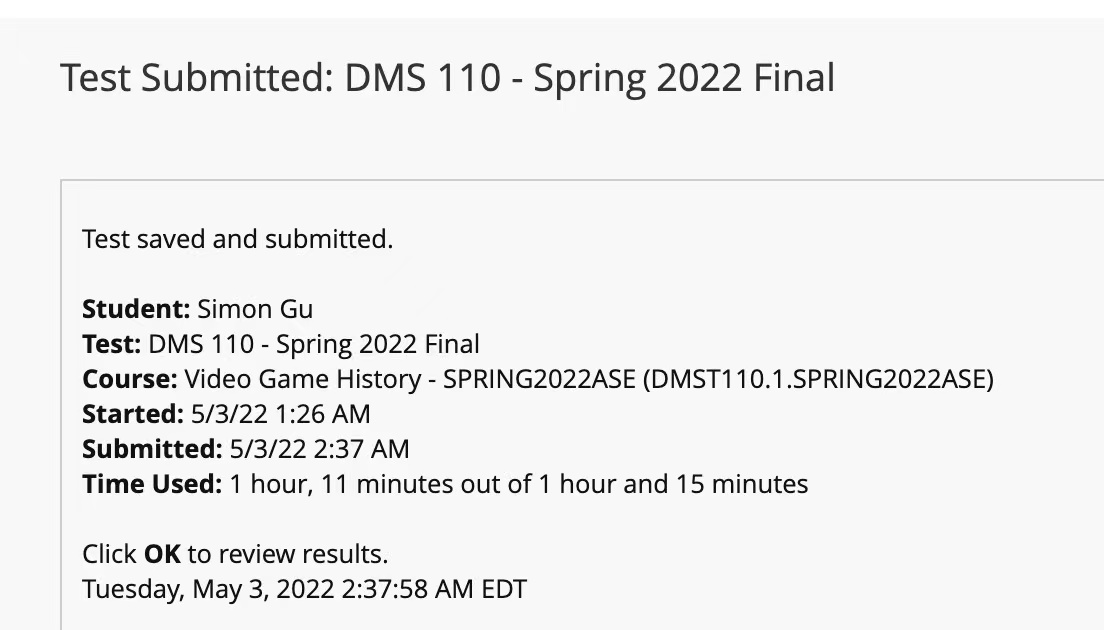 Test Submitted: DMS 110 - Spring 2022 Final
Test saved and submitted.
Student: Simon Gu
Test: DMS 110 - Spring 2022 Final
Course: Video Game History - SPRING2022ASE (DMST110.1.SPRING2022ASE)
Started: 5/3/22 1:26 AM
Submitted: 5/3/22 2:37 AM
Time Used: 1 hour, 11 minutes out of 1 hour and 15 minutes
Click OK to review results.
Tuesday, May 3, 2022 2:37:58 AM EDT